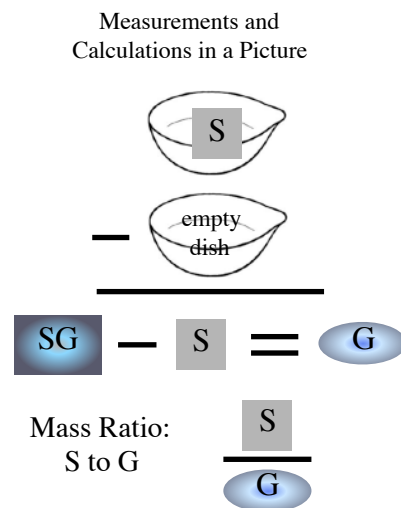 Measurements and
Calculations in a Picture
S
empty
dish
SG
S
G
Mass Ratio:
S to G
S
G